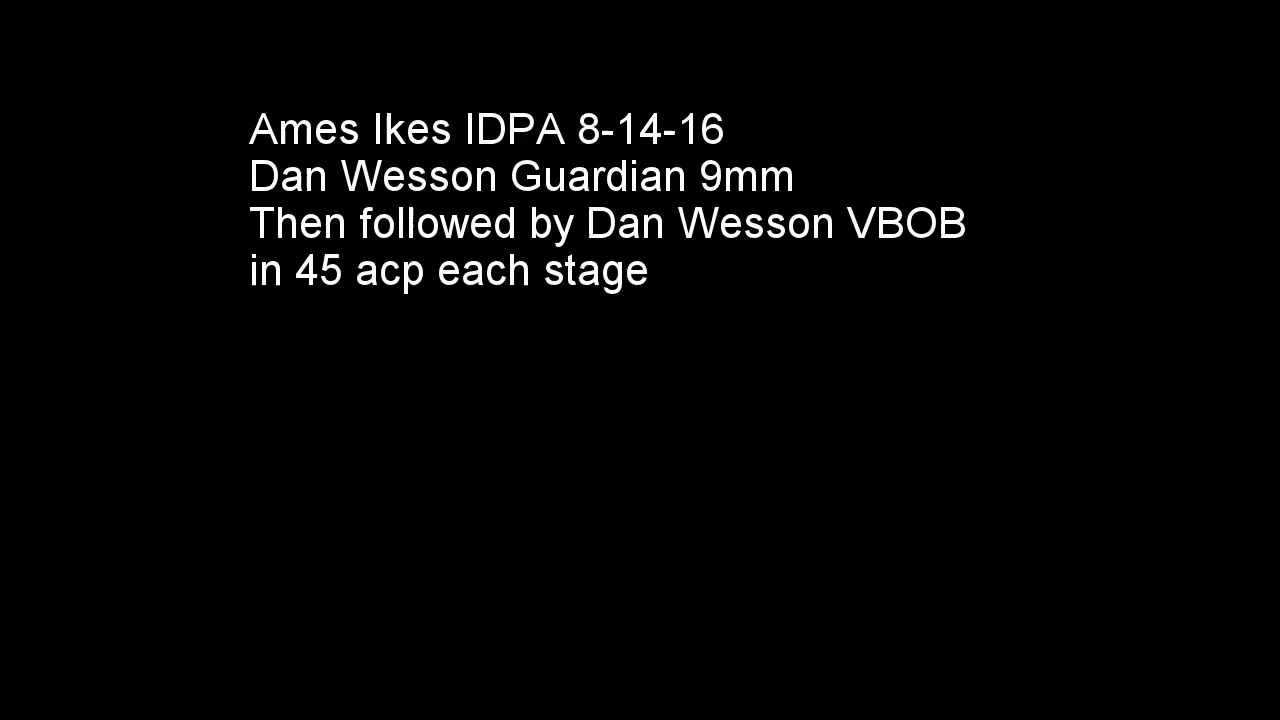 Ames Ikes IDPA 8-14-16
Dan Wesson Guardian 9mm
Then followed by Dan Wesson VBOB
in 45 acp each stage